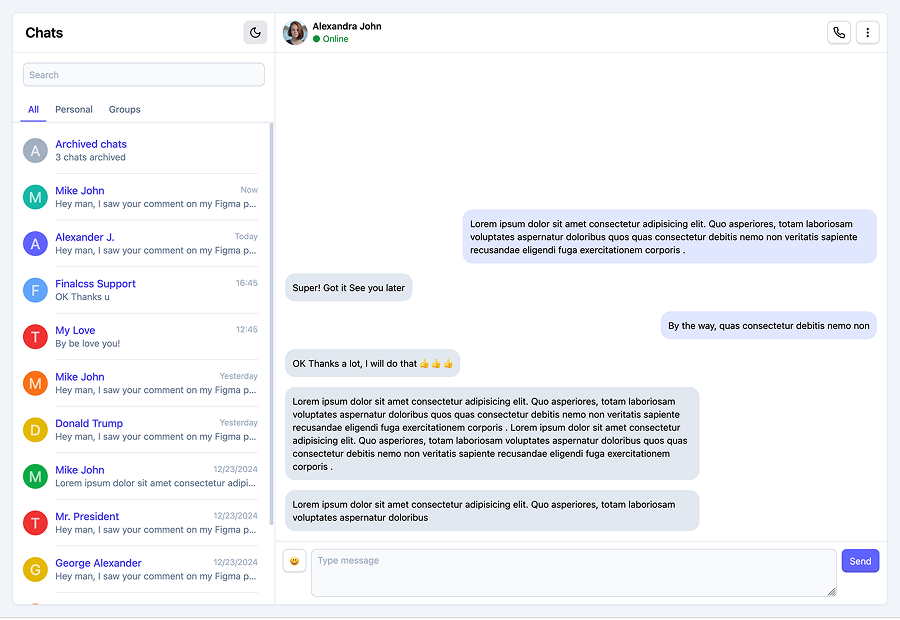 Chats
Search
All Personal Groups
A
Archived chats
3 chats archived
M
Mike John
Now
Hey man, I saw your comment on my Figma p...
A
Alexander J.
Today
Hey man, I saw your comment on my Figma p...
F
Finalcss Support
16:45
OK Thanks u
T
My Love
12:45
By be love you!
M
Mike John
Yesterday
Hey man, I saw your comment on my Figma p...
D
Donald Trump
Yesterday
Hey man, I saw your comment on my Figma p...
M
Mike John
12/23/2024
Lorem ipsum dolor sit amet consectetur adipi...
T
Mr. President
12/23/2024
Hey man, I saw your comment on my Figma p...
G
George Alexander
12/23/2024
Hey man, I saw your comment on my Figma p...
Alexandra John
Online
Lorem ipsum dolor sit amet consectetur adipisicing elit. Quo asperiores, totam laboriosam
voluptates aspernatur doloribus quos quas consectetur debitis nemo non veritatis sapiente
recusandae eligendi fuga exercitationem corporis .
Super! Got it See you later
By the way, quas consectetur debitis nemo non
OK Thanks a lot, I will do that 👍👍👍
Lorem ipsum dolor sit amet consectetur adipisicing elit. Quo asperiores, totam laboriosam
voluptates aspernatur doloribus quos quas consectetur debitis nemo non veritatis sapiente
recusandae eligendi fuga exercitationem corporis . Lorem ipsum dolor sit amet consectetur
adipisicing elit. Quo asperiores, totam laboriosam voluptates aspernatur doloribus quos quas
consectetur debitis nemo non veritatis sapiente recusandae eligendi fuga exercitationem
corporis .
Lorem ipsum dolor sit amet consectetur adipisicing elit. Quo asperiores, totam laboriosam
voluptates aspernatur doloribus
😀
Type message
Send